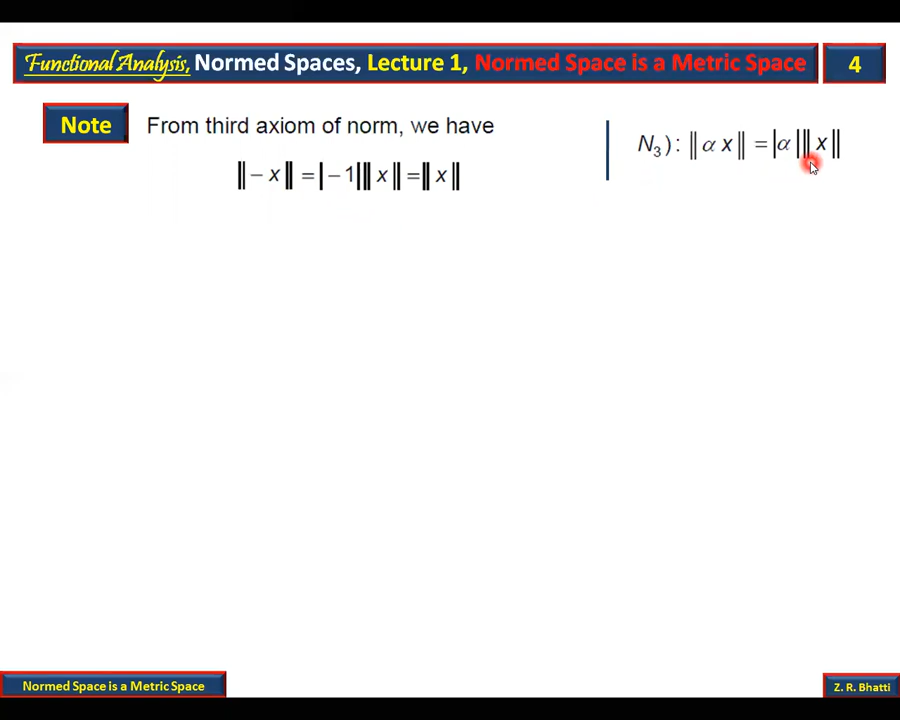 Functional Analysis, Normed Spaces, Lecture 1, Normed Space is a Metric Space 4
Note From third axiom of norm, we have
‖− x‖ = |− 1|‖ x‖ = ‖ x‖
N₃) : ‖α x‖ = |α|‖ x‖
Normed Space is a Metric Space
Z. R. Bhatti